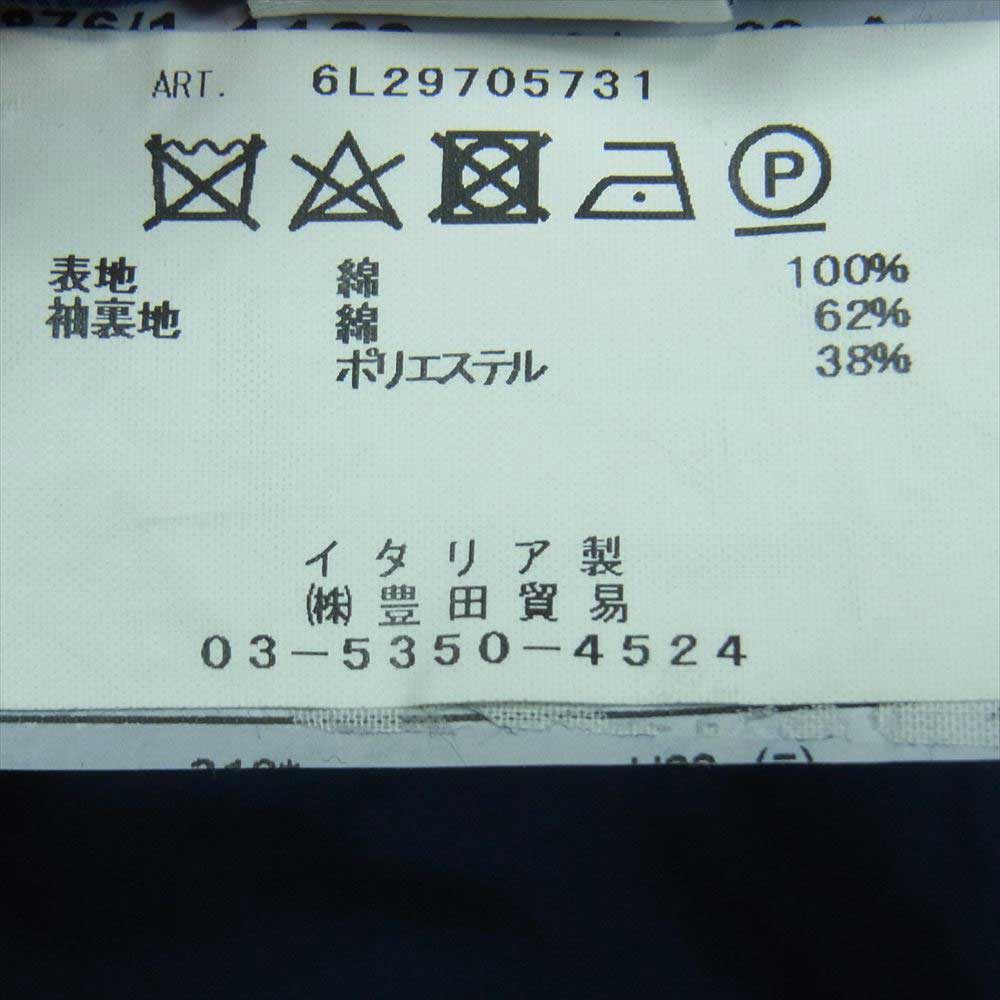 ART. 6L29705731
P
表地 綿 100%
袖裏地 綿 62%
ポリエステル 38%
イタリア製
㈱豊田貿易
03-5350-4524